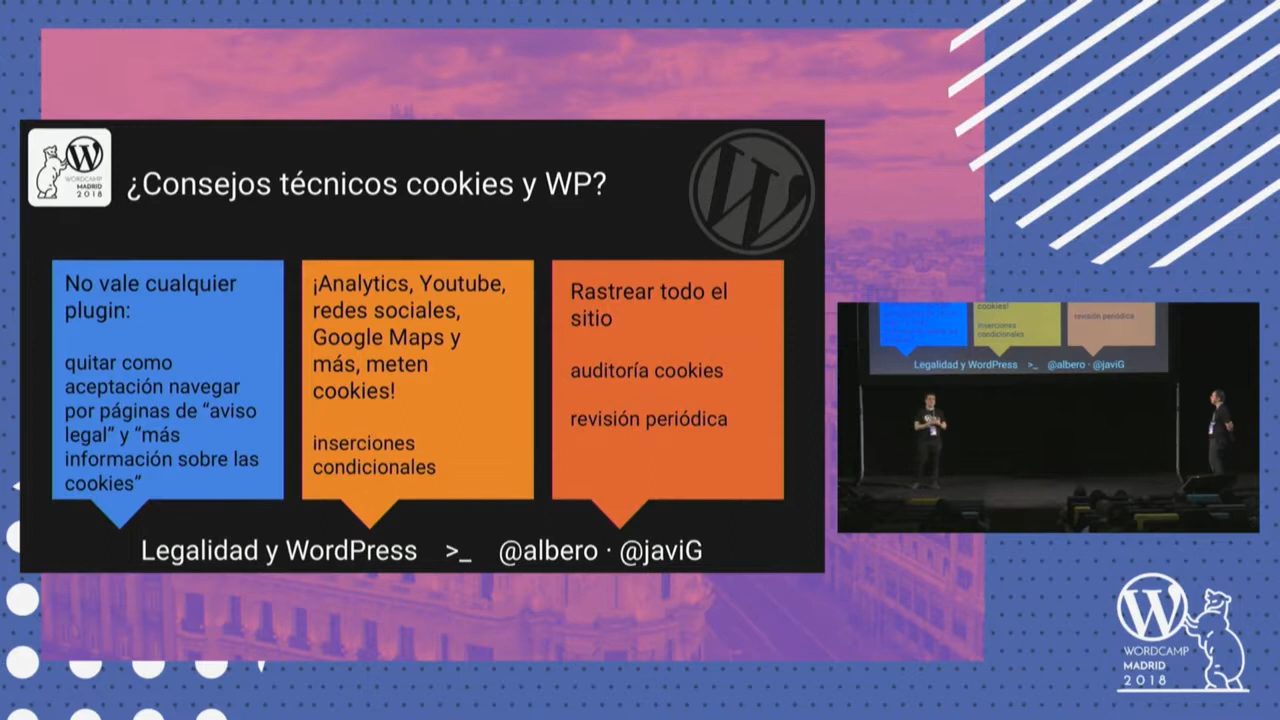 WORDCAMP
MADRID
2018
¿Consejos técnicos cookies y WP?
No vale cualquier
plugin:
quitar como
aceptación navegar
por páginas de “aviso
legal” y “más
información sobre las
cookies”
¡Analytics, Youtube,
redes sociales,
Google Maps y
más, meten
cookies!
inserciones
condicionales
Rastrear todo el
sitio
auditoría cookies
revisión periódica
Legalidad y WordPress >_ @albero · @javiG
cookies!
inserciones
condicionales
revisión periódica
Legalidad y WordPress >_ @albero · @javiG
WORDCAMP
MADRID
2018